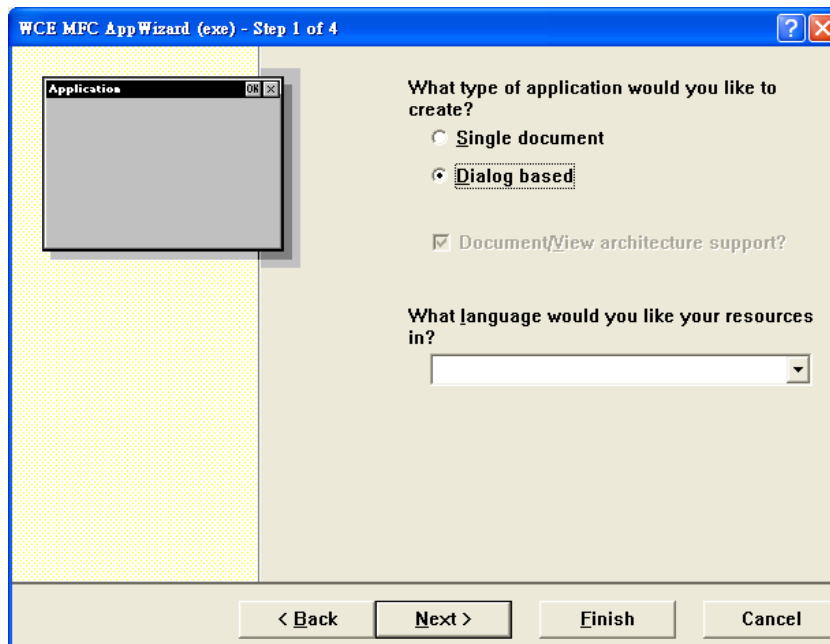 WCE MFC AppWizard (exe) - Step 1 of 4
Application
OK
What type of application would you like to
create?
Single document
Dialog based
Document/View architecture support?
What language would you like your resources
in?
< Back
Next >
Finish
Cancel